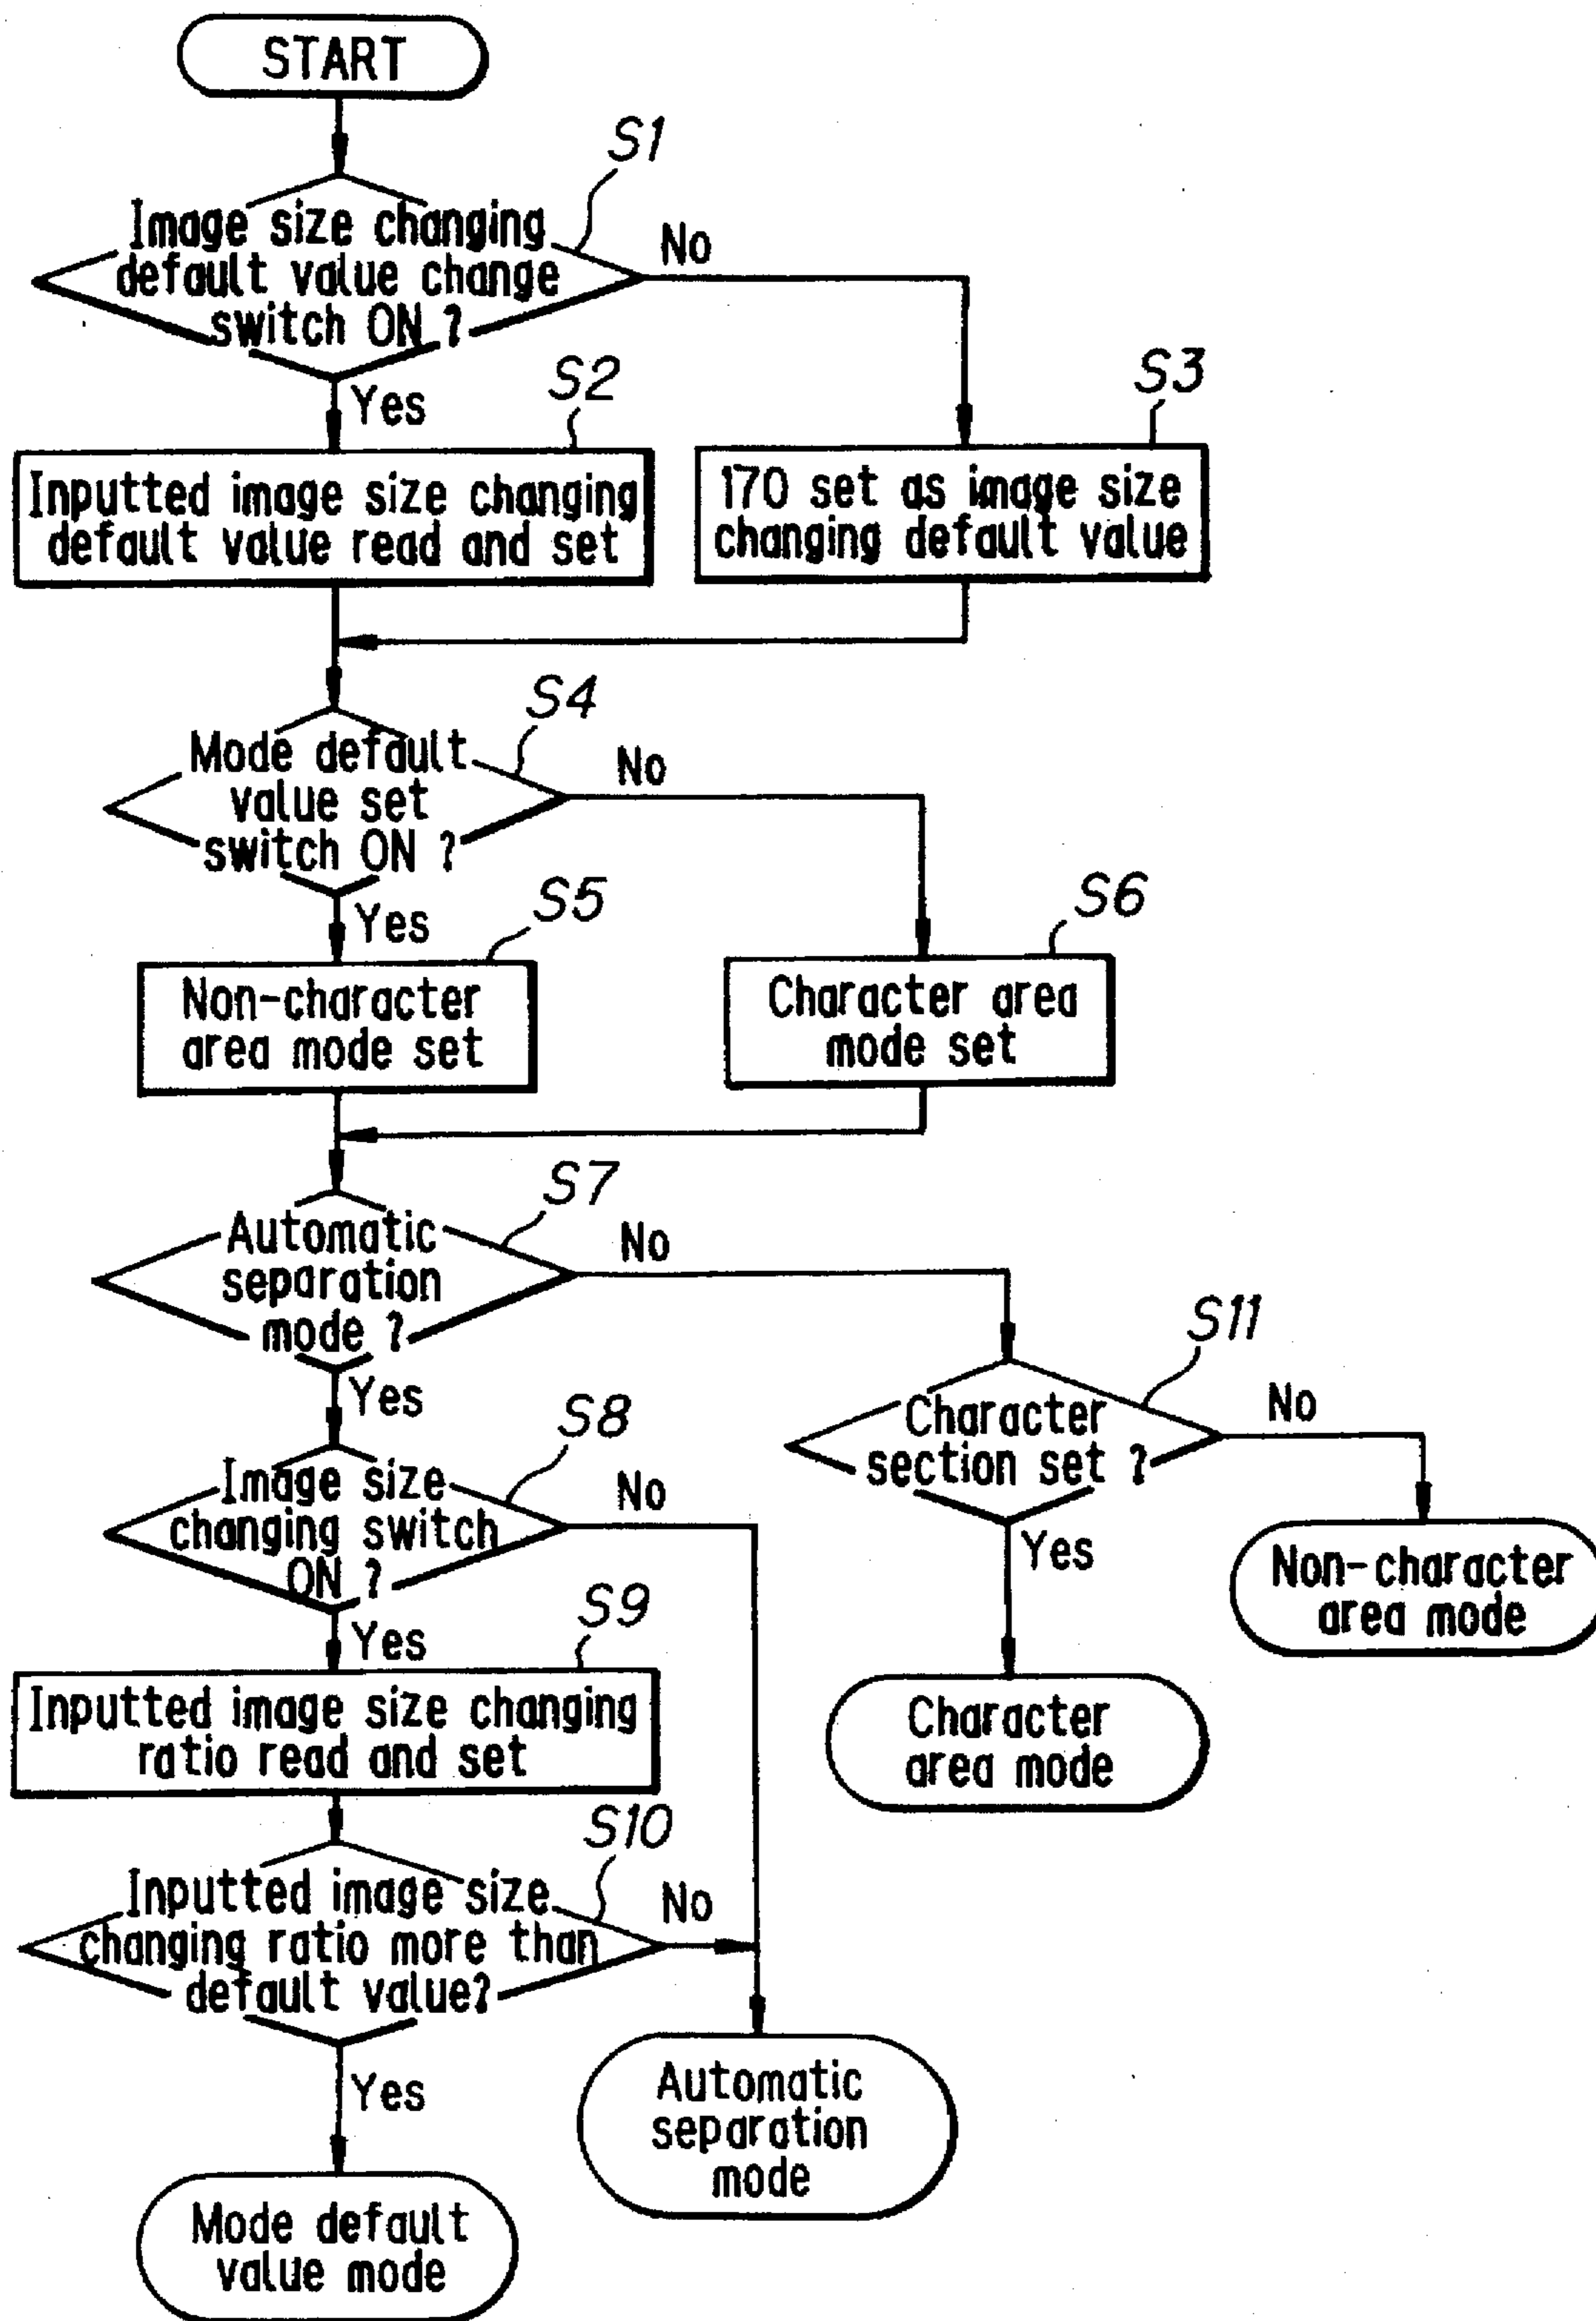 START
S1
Image size changing
default value change
switch ON ?
No
Yes
S2
S3
Inputted image size changing
default value read and set
170 set as image size
changing default value
S4
Mode default
value set
switch ON ?
No
Yes
S5
S6
Non-character
area mode set
Character area
mode set
S7
Automatic
separation
mode ?
No
Yes
S11
Character
section set ?
No
Yes
S8
Image size
changing switch
ON ?
No
Yes
Non-character
area mode
Character
area mode
S9
Inputted image size changing
ratio read and set
S10
Inputted image size
changing ratio more than
default value?
No
Yes
Automatic
separation
mode
Mode default
value mode